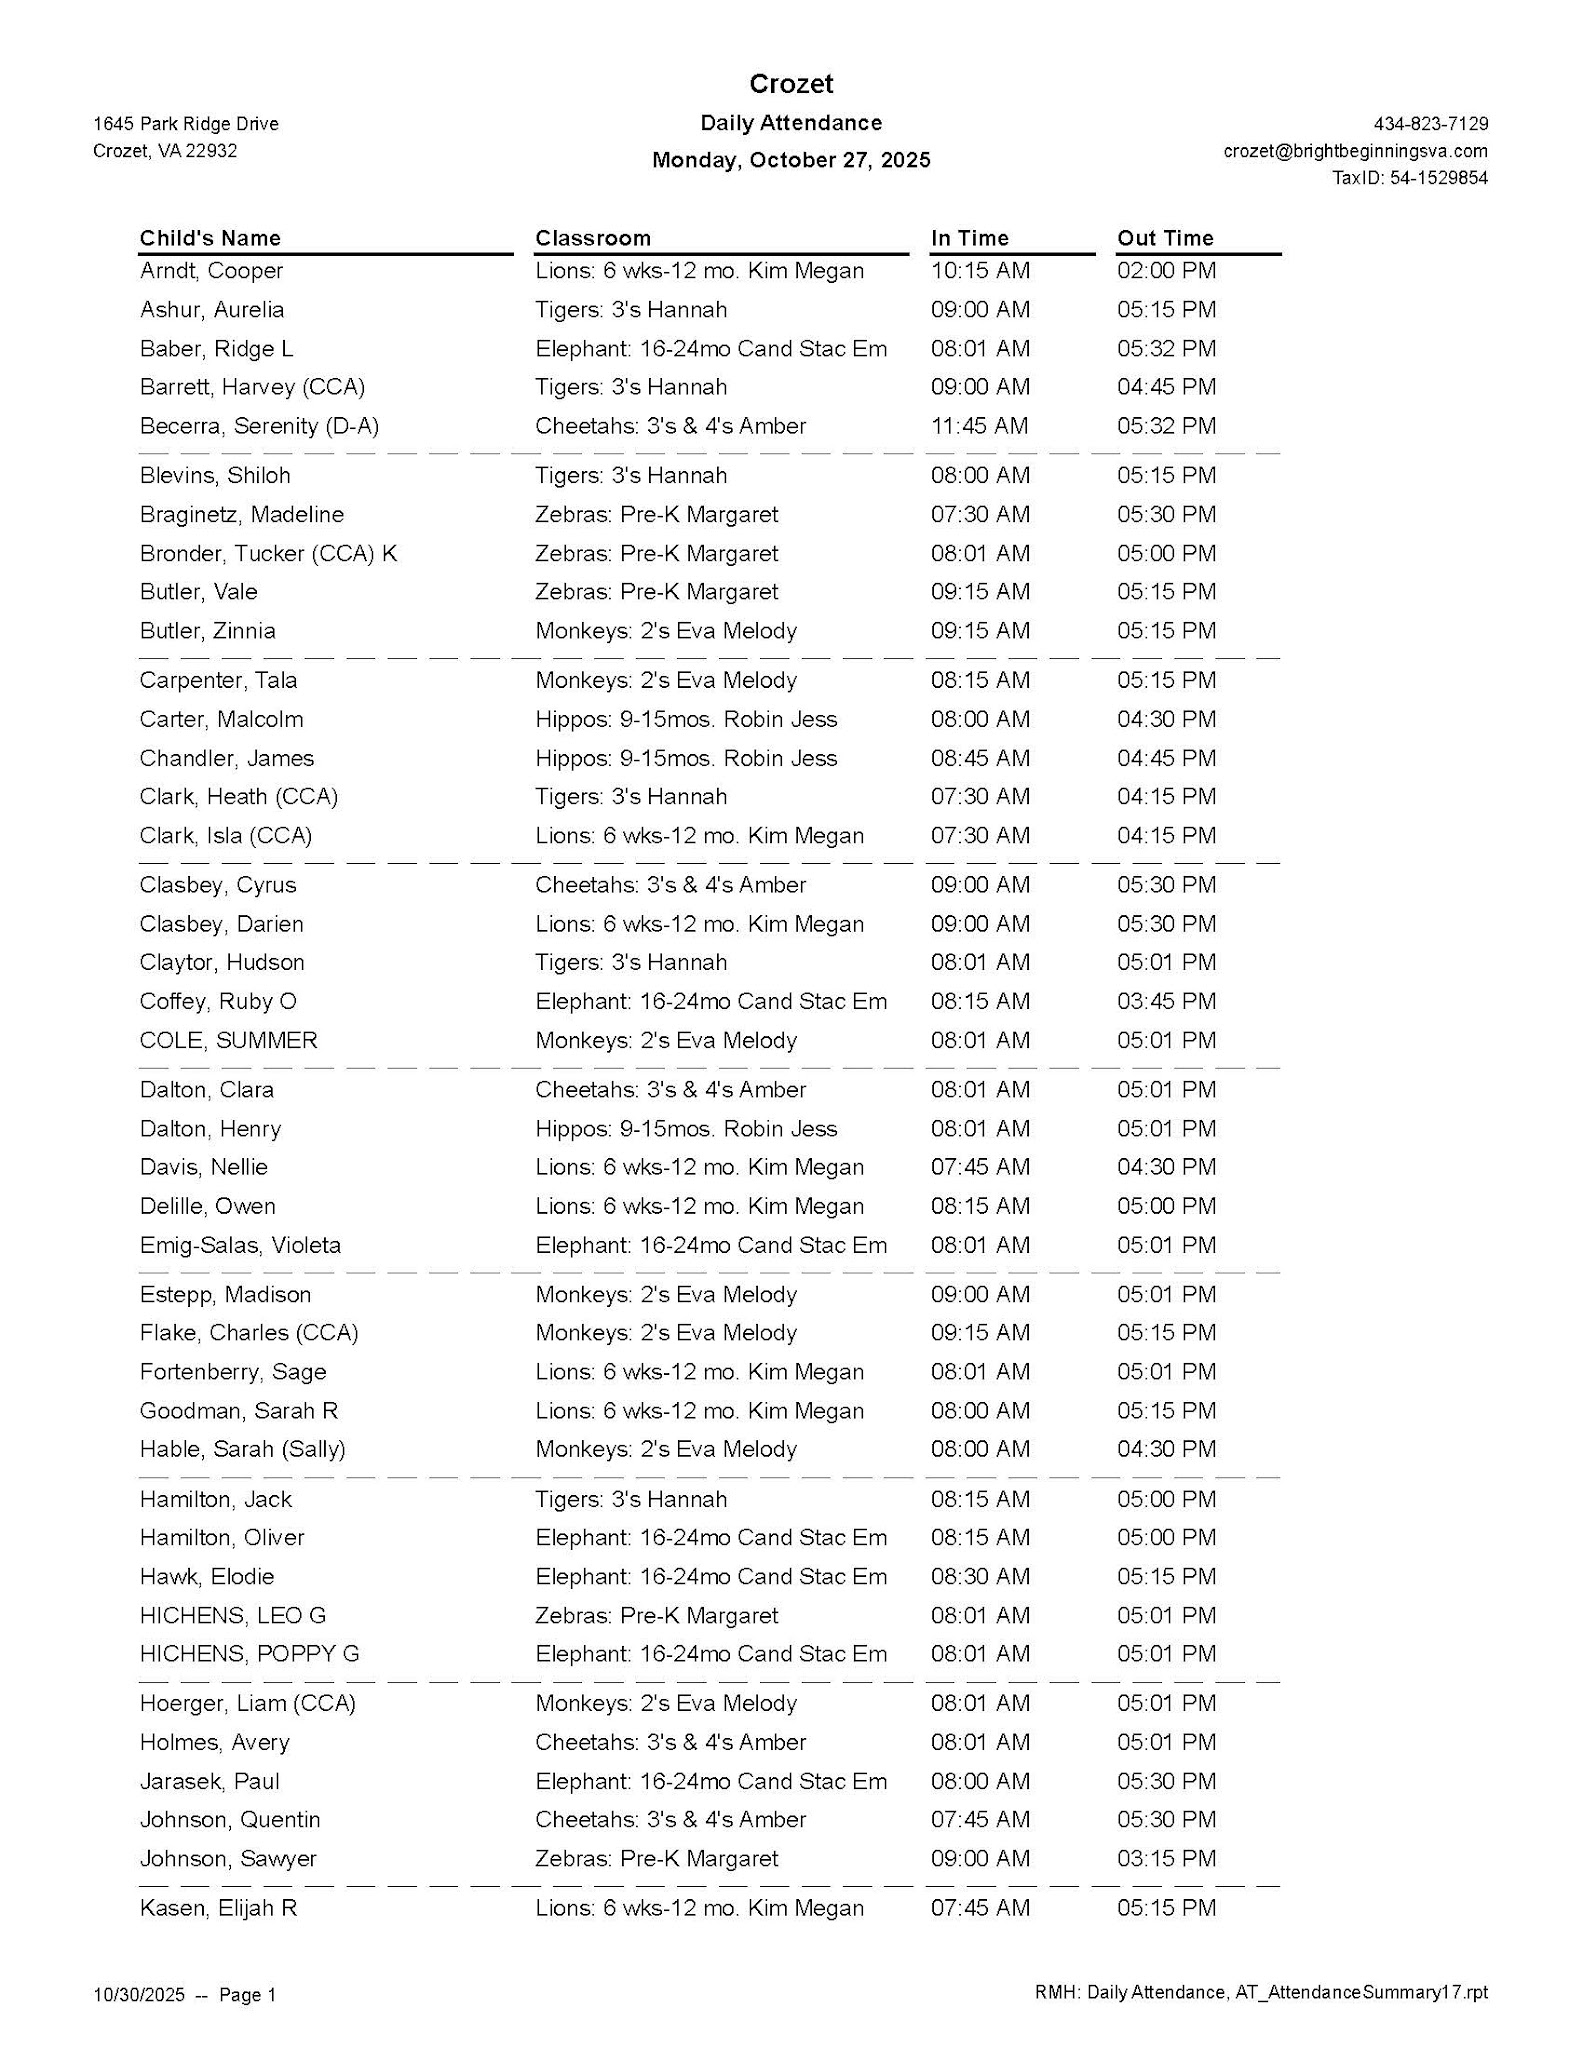 Crozet
1645 Park Ridge Drive Daily Attendance 434-823-7129
Crozet, VA 22932 Monday, October 27, 2025 crozet@brightbeginningsva.com
TaxID: 54-1529854
Child's Name Classroom In Time Out Time
Arndt, Cooper Lions: 6 wks-12 mo. Kim Megan 10:15 AM 02:00 PM
Ashur, Aurelia Tigers: 3's Hannah 09:00 AM 05:15 PM
Baber, Ridge L Elephant: 16-24mo Cand Stac Em 08:01 AM 05:32 PM
Barrett, Harvey (CCA) Tigers: 3's Hannah 09:00 AM 04:45 PM
Becerra, Serenity (D-A) Cheetahs: 3's & 4's Amber 11:45 AM 05:32 PM
Blevins, Shiloh Tigers: 3's Hannah 08:00 AM 05:15 PM
Braginetz, Madeline Zebras: Pre-K Margaret 07:30 AM 05:30 PM
Bronder, Tucker (CCA) K Zebras: Pre-K Margaret 08:01 AM 05:00 PM
Butler, Vale Zebras: Pre-K Margaret 09:15 AM 05:15 PM
Butler, Zinnia Monkeys: 2's Eva Melody 09:15 AM 05:15 PM
Carpenter, Tala Monkeys: 2's Eva Melody 08:15 AM 05:15 PM
Carter, Malcolm Hippos: 9-15mos. Robin Jess 08:00 AM 04:30 PM
Chandler, James Hippos: 9-15mos. Robin Jess 08:45 AM 04:45 PM
Clark, Heath (CCA) Tigers: 3's Hannah 07:30 AM 04:15 PM
Clark, Isla (CCA) Lions: 6 wks-12 mo. Kim Megan 07:30 AM 04:15 PM
Clasbey, Cyrus Cheetahs: 3's & 4's Amber 09:00 AM 05:30 PM
Clasbey, Darien Lions: 6 wks-12 mo. Kim Megan 09:00 AM 05:30 PM
Claytor, Hudson Tigers: 3's Hannah 08:01 AM 05:01 PM
Coffey, Ruby O Elephant: 16-24mo Cand Stac Em 08:15 AM 03:45 PM
COLE, SUMMER Monkeys: 2's Eva Melody 08:01 AM 05:01 PM
Dalton, Clara Cheetahs: 3's & 4's Amber 08:01 AM 05:01 PM
Dalton, Henry Hippos: 9-15mos. Robin Jess 08:01 AM 05:01 PM
Davis, Nellie Lions: 6 wks-12 mo. Kim Megan 07:45 AM 04:30 PM
Delille, Owen Lions: 6 wks-12 mo. Kim Megan 08:15 AM 05:00 PM
Emig-Salas, Violeta Elephant: 16-24mo Cand Stac Em 08:01 AM 05:01 PM
Estepp, Madison Monkeys: 2's Eva Melody 09:00 AM 05:01 PM
Flake, Charles (CCA) Monkeys: 2's Eva Melody 09:15 AM 05:15 PM
Fortenberry, Sage Lions: 6 wks-12 mo. Kim Megan 08:01 AM 05:01 PM
Goodman, Sarah R Lions: 6 wks-12 mo. Kim Megan 08:00 AM 05:15 PM
Hable, Sarah (Sally) Monkeys: 2's Eva Melody 08:00 AM 04:30 PM
Hamilton, Jack Tigers: 3's Hannah 08:15 AM 05:00 PM
Hamilton, Oliver Elephant: 16-24mo Cand Stac Em 08:15 AM 05:00 PM
Hawk, Elodie Elephant: 16-24mo Cand Stac Em 08:30 AM 05:15 PM
HICHENS, LEO G Zebras: Pre-K Margaret 08:01 AM 05:01 PM
HICHENS, POPPY G Elephant: 16-24mo Cand Stac Em 08:01 AM 05:01 PM
Hoerger, Liam (CCA) Monkeys: 2's Eva Melody 08:01 AM 05:01 PM
Holmes, Avery Cheetahs: 3's & 4's Amber 08:01 AM 05:01 PM
Jarasek, Paul Elephant: 16-24mo Cand Stac Em 08:00 AM 05:30 PM
Johnson, Quentin Cheetahs: 3's & 4's Amber 07:45 AM 05:30 PM
Johnson, Sawyer Zebras: Pre-K Margaret 09:00 AM 03:15 PM
Kasen, Elijah R Lions: 6 wks-12 mo. Kim Megan 07:45 AM 05:15 PM
10/30/2025 -- Page 1 RMH: Daily Attendance, AT_AttendanceSummary17.rpt